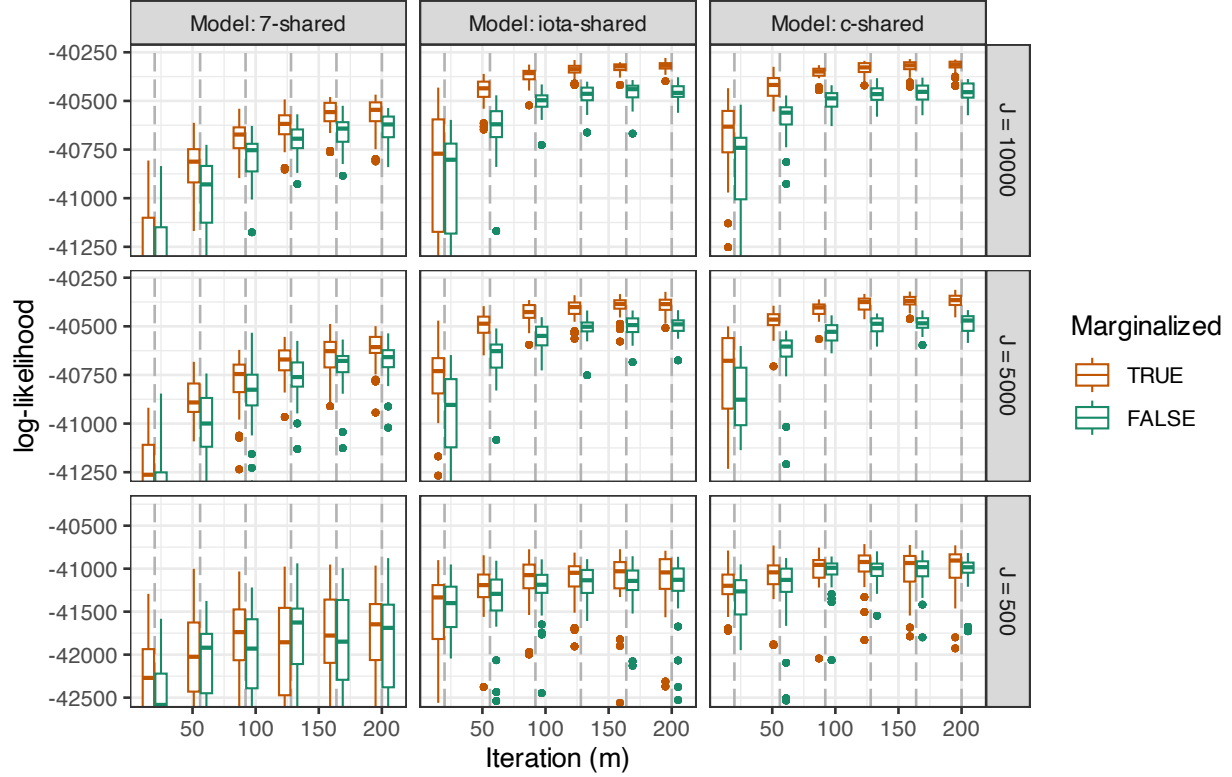 Model: 7-shared
Model: iota-shared
Model: c-shared
-40250
-40500
-40750
-41000
-41250
J = 10000
-40250
-40500
-40750
-41000
-41250
J = 5000
-40500
-41000
-41500
-42000
-42500
J = 500
log-likelihood
50
100
150
200
50
100
150
200
50
100
150
200
Iteration (m)
Marginalized
TRUE
FALSE